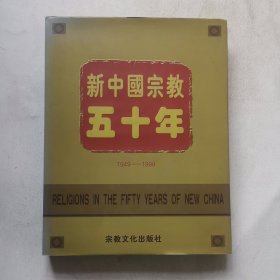 新中國宗教
五十年
1949——1999
RELIGIONS IN THE FIFTY YEARS OF NEW CHINA
宗教文化出版社